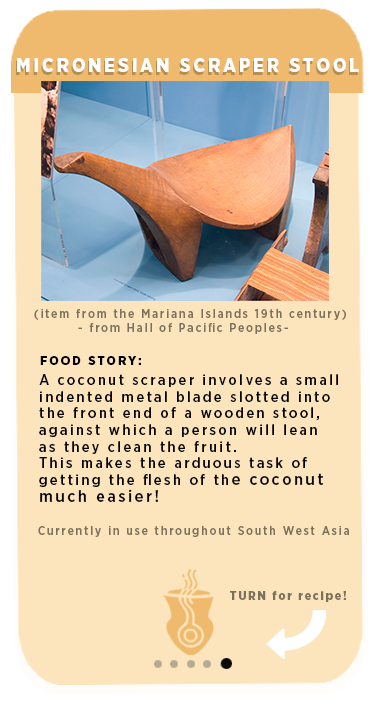 MICRONESIAN SCRAPER STOOL
(item from the Mariana Islands 19th century)
- from Hall of Pacific Peoples-
FOOD STORY:
A coconut scraper involves a small
indented metal blade slotted into
the front end of a wooden stool,
against which a person will lean
as they clean the fruit.
This makes the arduous task of
getting the flesh of the coconut
much easier!
Currently in use throughout South West Asia
TURN for recipe!